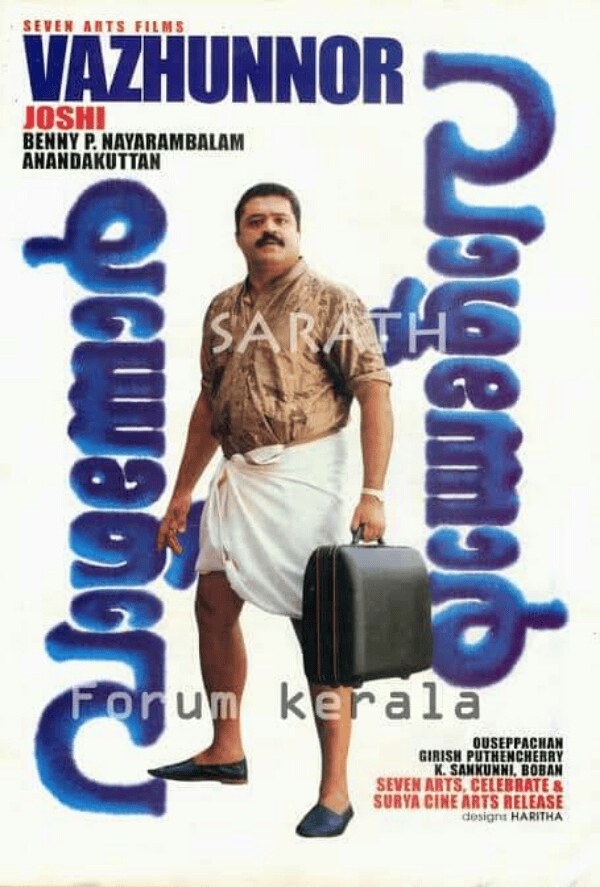 SEVEN ARTS FILMS
VAZHUNNOR
JOSHI
BENNY P. NAYARAMBALAM
ANANDAKUTTAN
വാഴുന്നോർ
വാഴുന്നോർ
SARATH
Forum kerala
OUSEPPACHAN
GIRISH PUTHENCHERRY
K. SANKUNNI, BOBAN
SEVEN ARTS, CELEBRATE &
SURYA CINE ARTS RELEASE
designs HARITHA